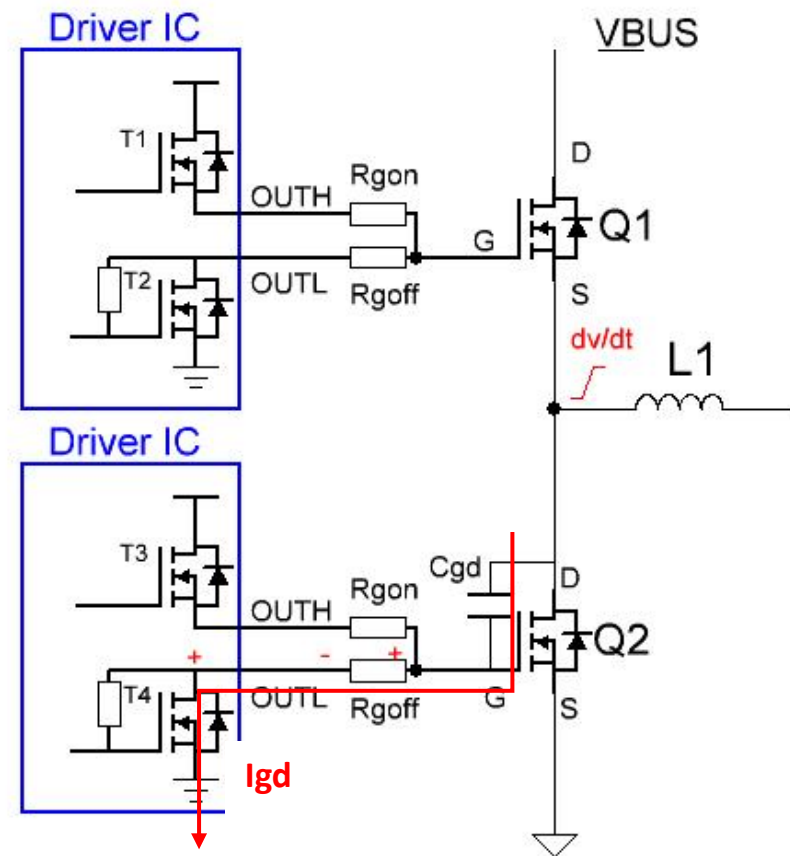 Driver IC
VBUS
T1
D
Rgon
OUTH
Q1
G
T2
OUTL
Rgoff
S
dv/dt
L1
Driver IC
T3
Cgd
D
Rgon
OUTH
Q2
+
-
+
T4
OUTL
Rgoff
G
S
Igd